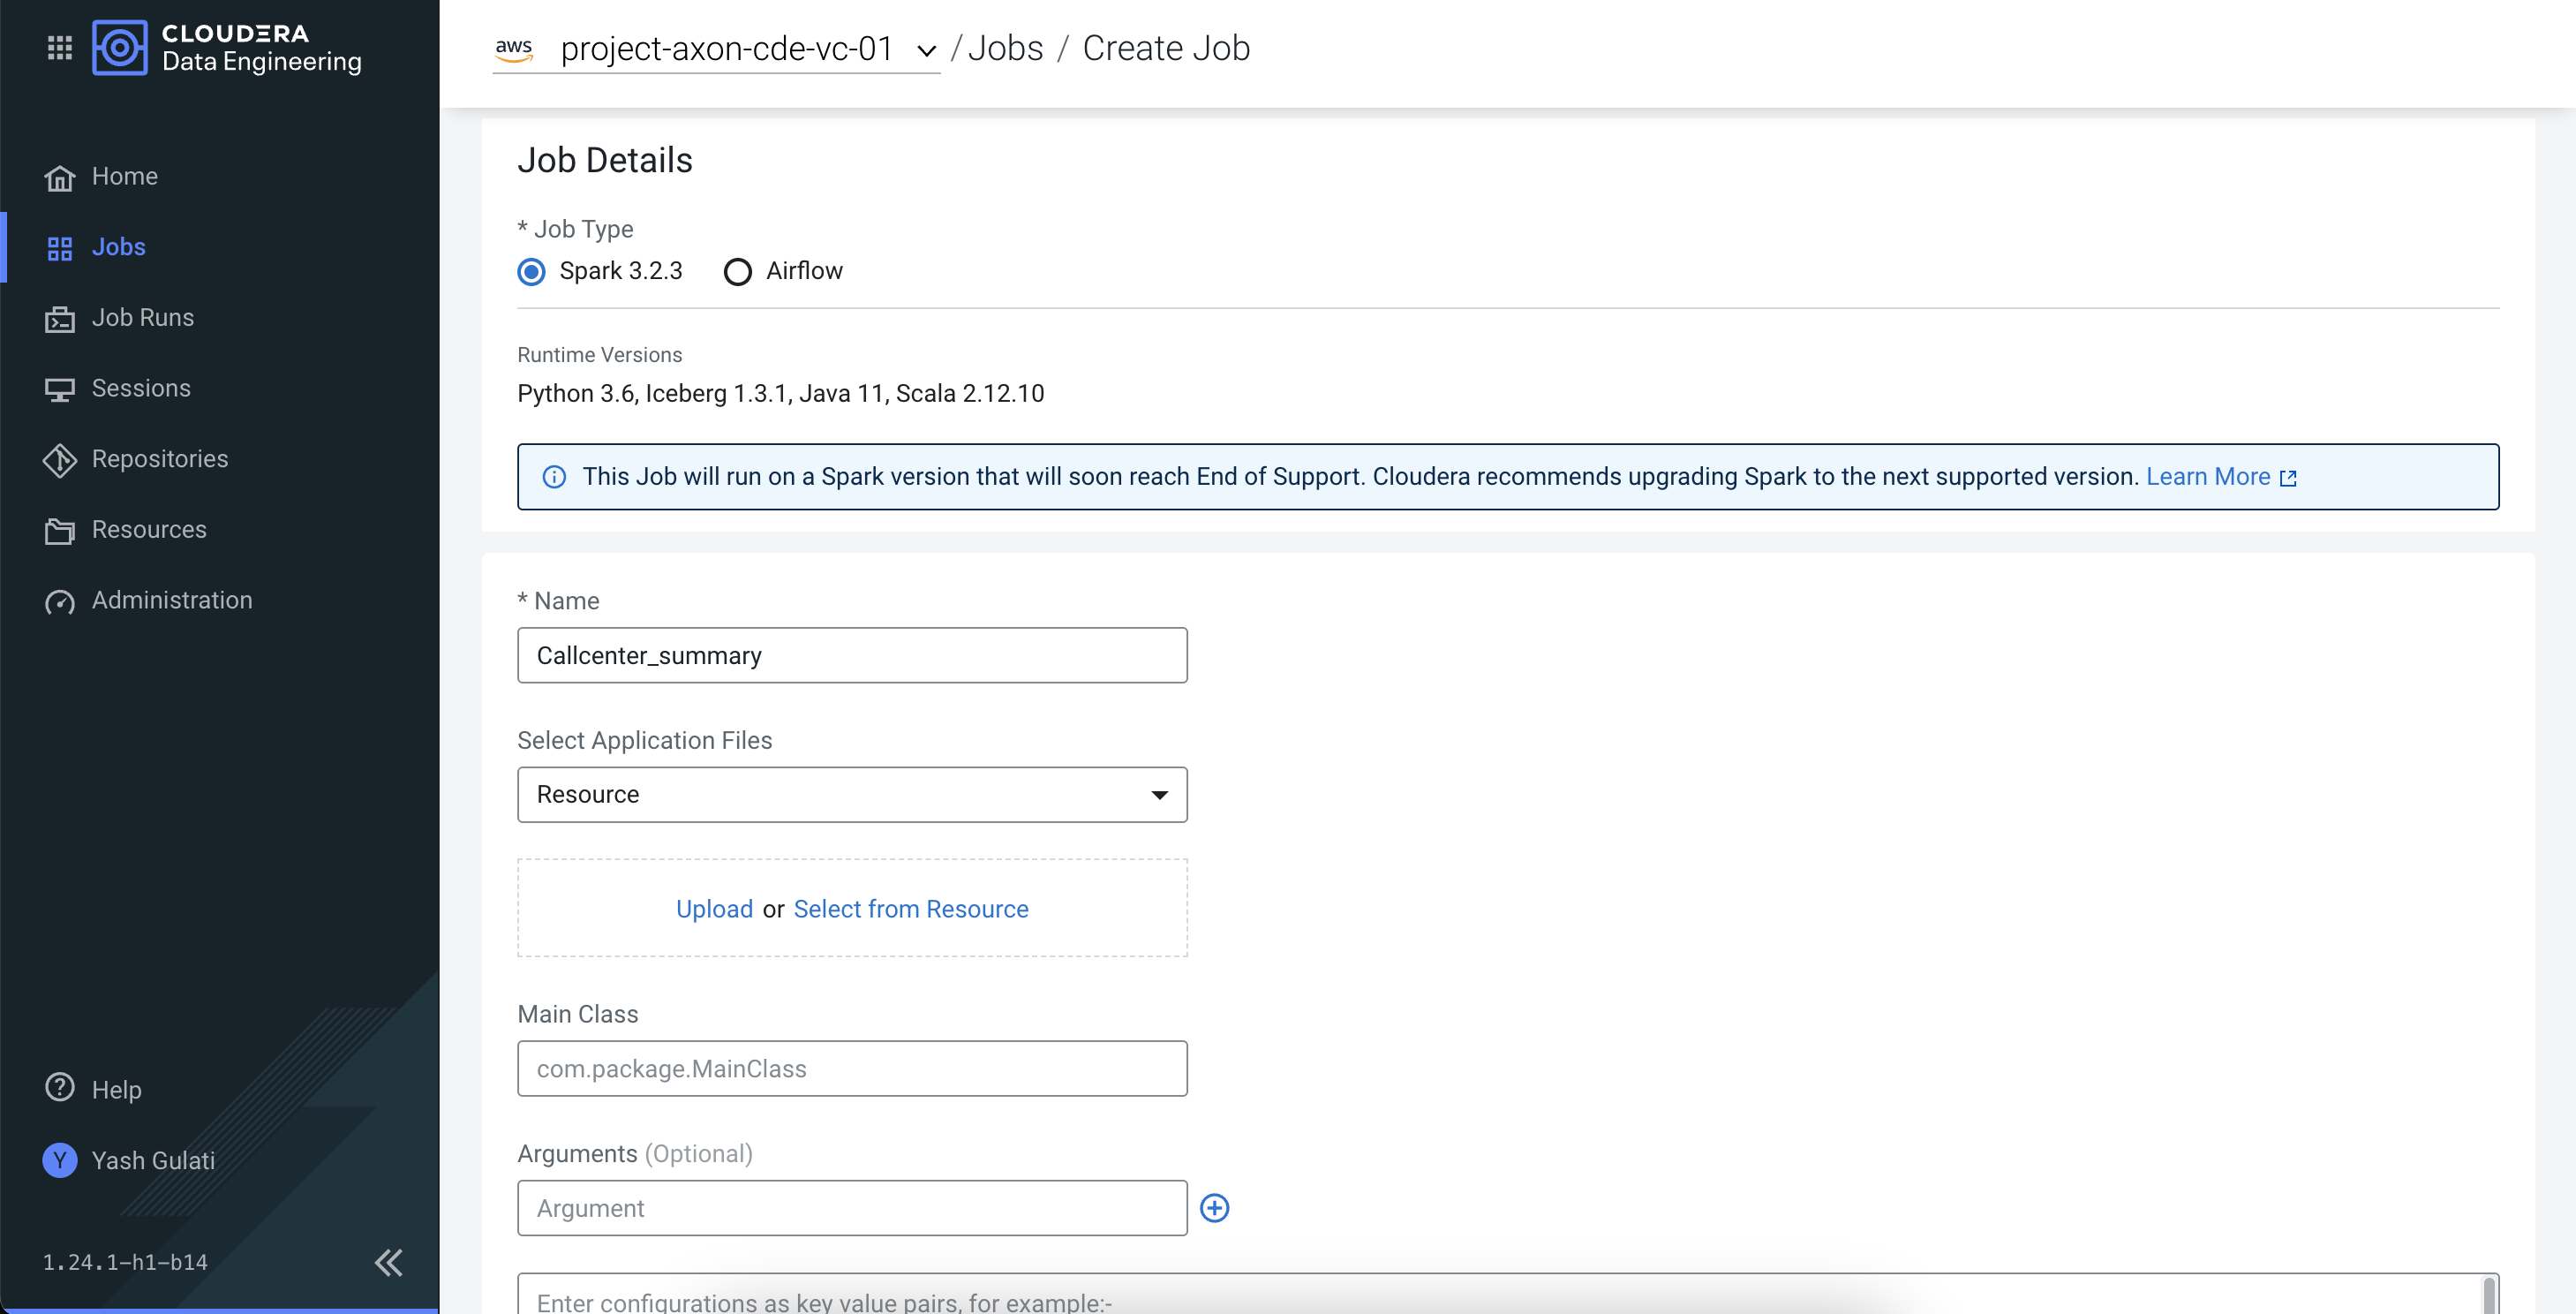 CLOUDERA
Data Engineering
Home
Jobs
Job Runs
Sessions
Repositories
Resources
Administration
Help
Y Yash Gulati
1.24.1-h1-b14
aws project-axon-cde-vc-01 / Jobs / Create Job
Job Details
* Job Type
Spark 3.2.3 Airflow
Runtime Versions
Python 3.6, Iceberg 1.3.1, Java 11, Scala 2.12.10
This Job will run on a Spark version that will soon reach End of Support. Cloudera recommends upgrading Spark to the next supported version. Learn More
* Name
Callcenter_summary
Select Application Files
Resource
Upload or Select from Resource
Main Class
com.package.MainClass
Arguments (Optional)
Argument
Enter configurations as key value pairs, for example:-